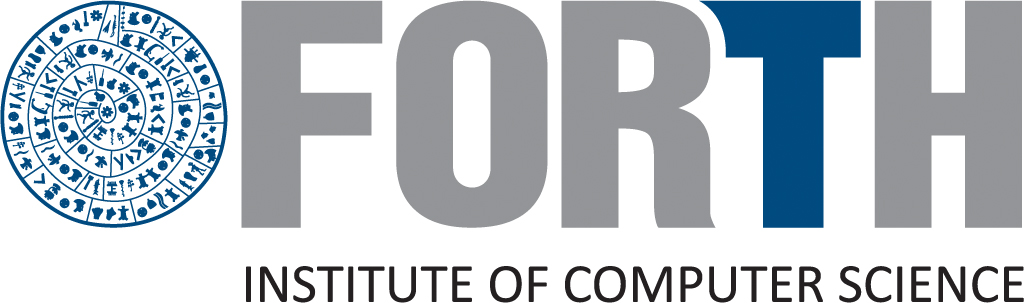 FORTH
INSTITUTE OF COMPUTER SCIENCE